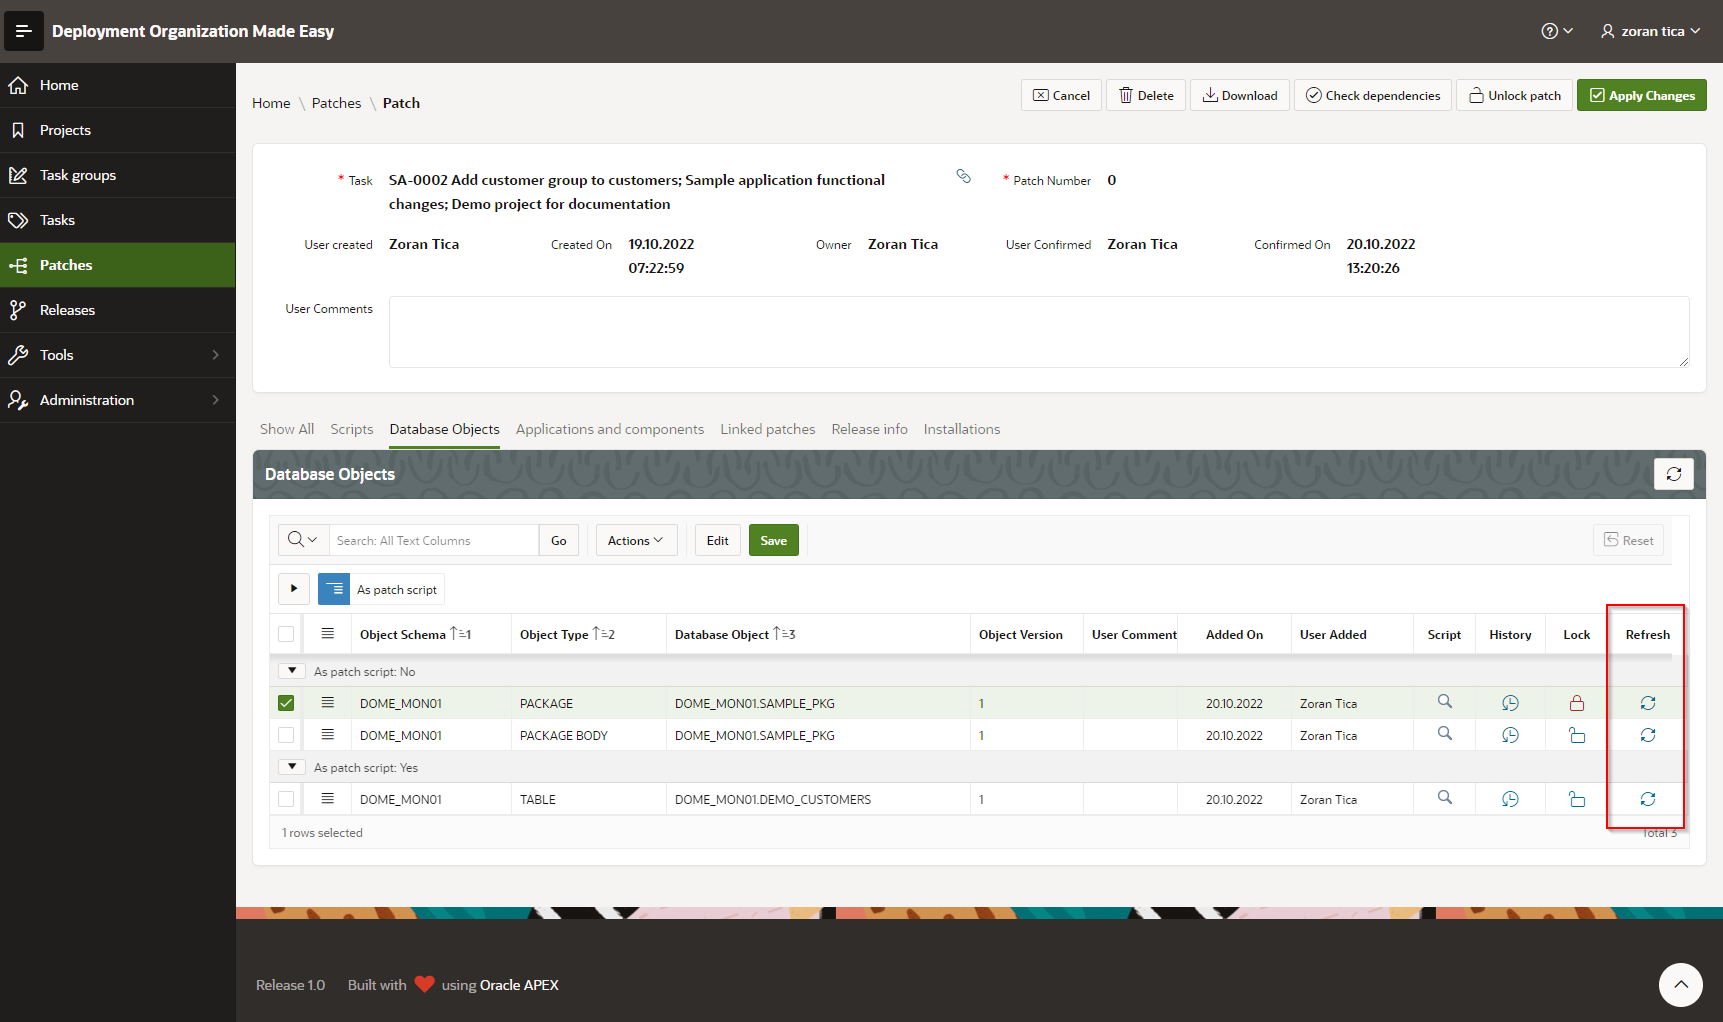 Deployment Organization Made Easy
zoran tica
Home
Projects
Task groups
Tasks
Patches
Releases
Tools
Administration
Home \ Patches \ Patch
Cancel
Delete
Download
Check dependencies
Unlock patch
Apply Changes
* Task SA-0002 Add customer group to customers; Sample application functional
changes; Demo project for documentation
* Patch Number 0
User created Zoran Tica
Created On 19.10.2022
07:22:59
Owner Zoran Tica
User Confirmed Zoran Tica
Confirmed On 20.10.2022
13:20:26
User Comments
Show All Scripts Database Objects Applications and components Linked patches Release info Installations
Database Objects
Search: All Text Columns Go Actions Edit Save Reset
As patch script
Object Schema 1 Object Type 2 Database Object 3 Object Version User Comment Added On User Added Script History Lock Refresh
As patch script: No
DOME_MON01 PACKAGE DOME_MON01.SAMPLE_PKG 1 20.10.2022 Zoran Tica
DOME_MON01 PACKAGE BODY DOME_MON01.SAMPLE_PKG 1 20.10.2022 Zoran Tica
As patch script: Yes
DOME_MON01 TABLE DOME_MON01.DEMO_CUSTOMERS 1 20.10.2022 Zoran Tica
1 rows selected Total 3
Release 1.0 Built with ❤ using Oracle APEX